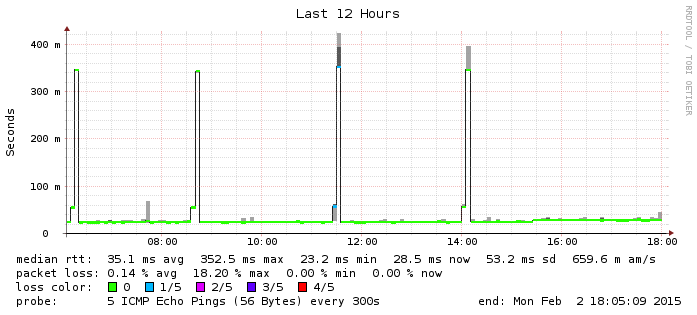 Last 12 Hours
RRDTOOL / TOBI OETIKER
Seconds
400 m
300 m
200 m
100 m
0
08:00 10:00 12:00 14:00 16:00 18:00
median rtt: 35.1 ms avg 352.5 ms max 23.2 ms min 28.5 ms now 53.2 ms sd 659.6 m am/s
packet loss: 0.14 % avg 18.20 % max 0.00 % min 0.00 % now
loss color: 0 1/5 2/5 3/5 4/5
probe: 5 ICMP Echo Pings (56 Bytes) every 300s end: Mon Feb 2 18:05:09 2015